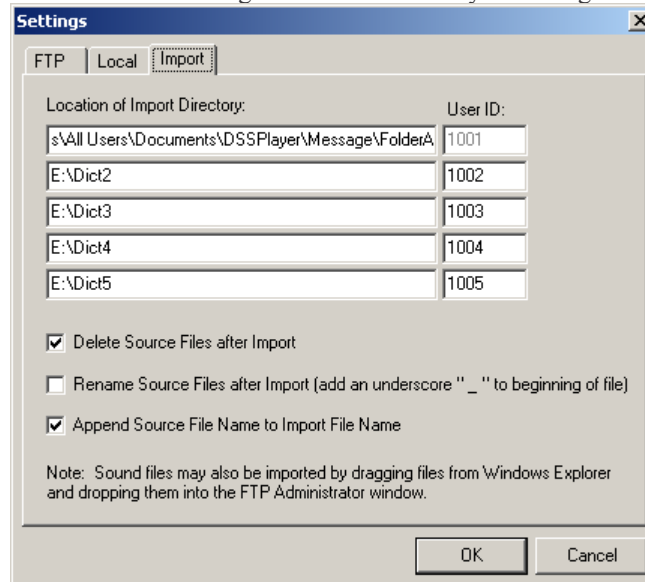 Settings
FTP Local Import
Location of Import Directory: User ID:
s\All Users\Documents\DSSPlayer\Message\FolderA 1001
E:\Dict2 1002
E:\Dict3 1003
E:\Dict4 1004
E:\Dict5 1005
Delete Source Files after Import
Rename Source Files after Import (add an underscore " _ " to beginning of file)
Append Source File Name to Import File Name
Note: Sound files may also be imported by dragging files from Windows Explorer
and dropping them into the FTP Administrator window.
OK Cancel